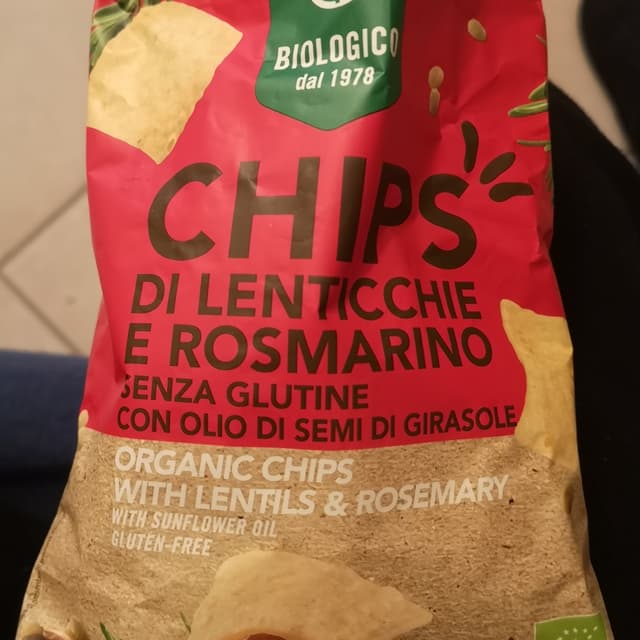 BIOLOGICO
dal 1978
CHIPS
DI LENTICCHIE
E ROSMARINO
SENZA GLUTINE
CON OLIO DI SEMI DI GIRASOLE
ORGANIC CHIPS
WITH LENTILS & ROSEMARY
WITH SUNFLOWER OIL
GLUTEN-FREE